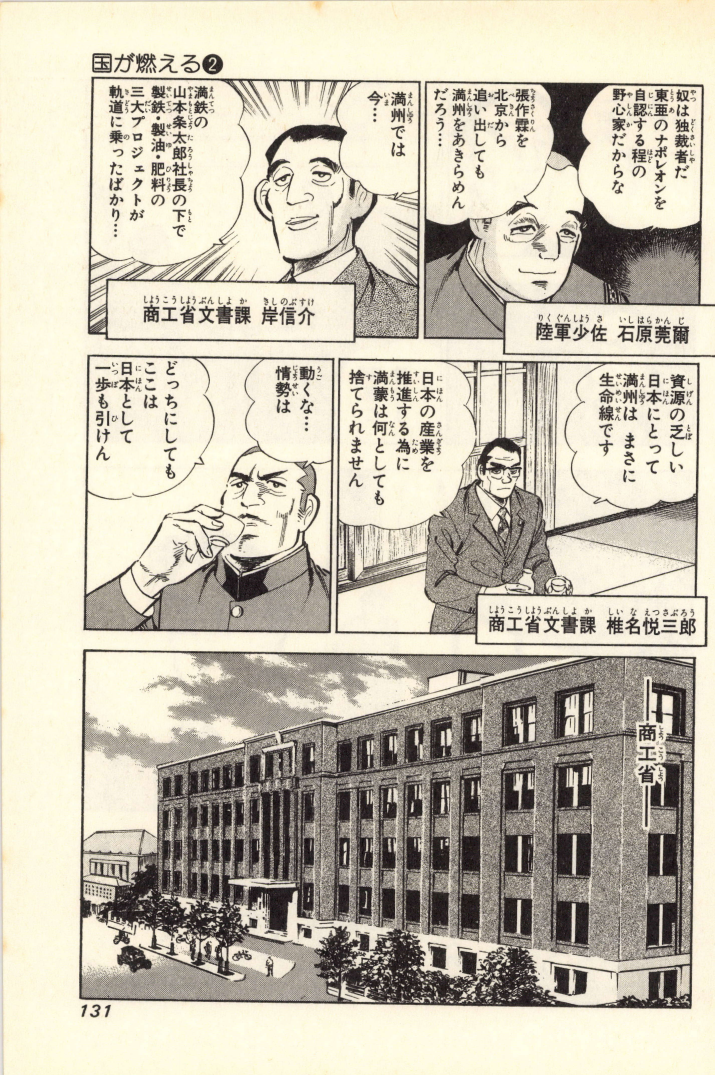 国が燃える❷
奴は独裁者だ
東亜のナポレオンを
自認する程の
野心家だからな
張作霖を
北京から
追い出しても
満州をあきらめん
だろう…
陸軍少佐 石原莞爾
満州では
今…
満鉄の
山本条太郎社長の下で
製鉄・製油・肥料の
三大プロジェクトが
軌道に乗ったばかり…
商工省文書課 岸信介
資源の乏しい
日本にとって
満州は まさに
生命線です
日本の産業を
推進する為に
満蒙は何としても
捨てられません
商工省文書課 椎名悦三郎
動くな…
情勢は
どっちにしても
ここは
日本として
一歩も引けん
商工省
131